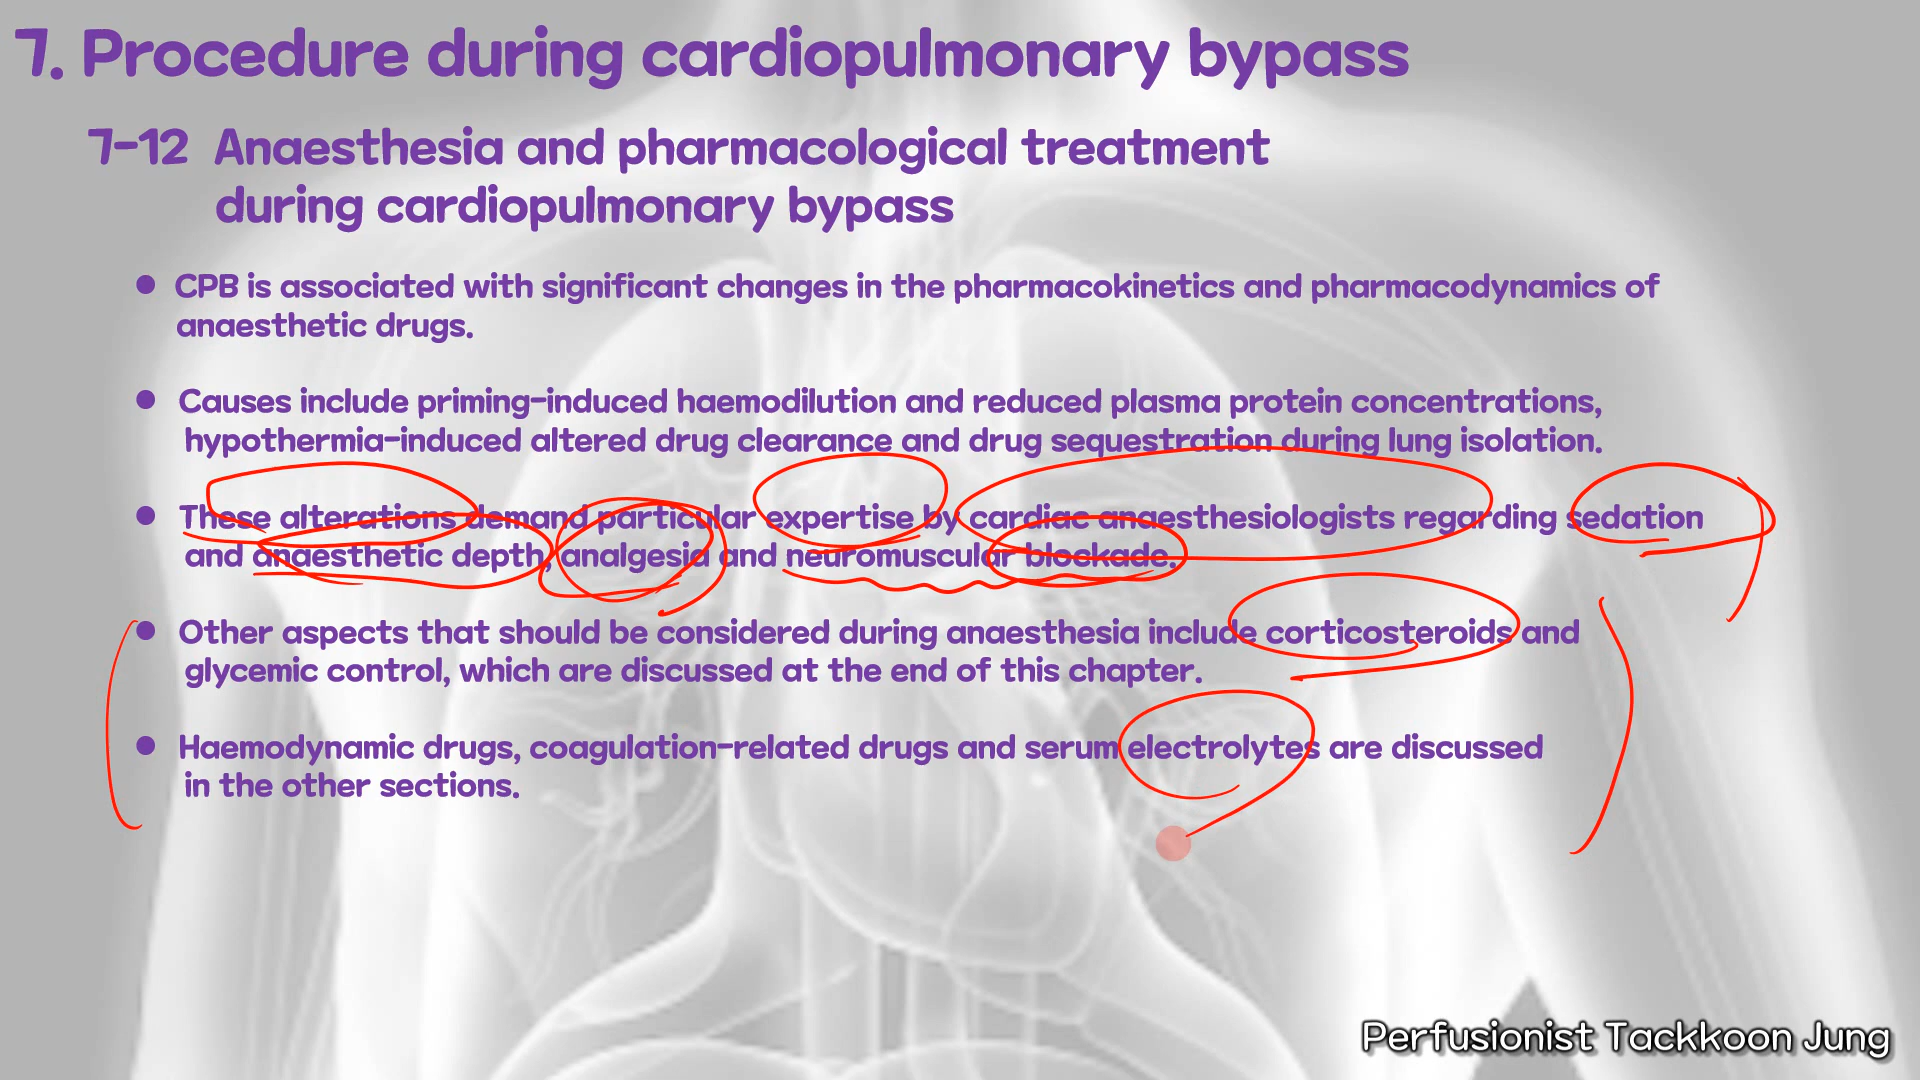 7. Procedure during cardiopulmonary bypass
7-12 Anaesthesia and pharmacological treatment
during cardiopulmonary bypass
● CPB is associated with significant changes in the pharmacokinetics and pharmacodynamics of
anaesthetic drugs.
● Causes include priming-induced haemodilution and reduced plasma protein concentrations,
hypothermia-induced altered drug clearance and drug sequestration during lung isolation.
● These alterations demand particular expertise by cardiac anaesthesiologists regarding sedation
and anaesthetic depth, analgesia and neuromuscular blockade.
● Other aspects that should be considered during anaesthesia include corticosteroids and
glycemic control, which are discussed at the end of this chapter.
● Haemodynamic drugs, coagulation-related drugs and serum electrolytes are discussed
in the other sections.
Perfusionist Tackkoon Jung